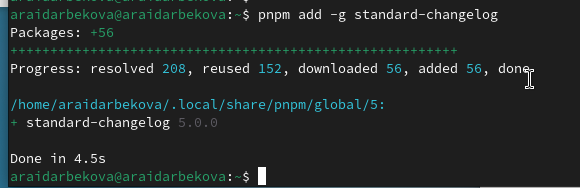 araidarbekova@araidarbekova:~$ pnpm add -g standard-changelog
Packages: +56
++++++++++++++++++++++++++++++++++++++++++++++++++++++++
Progress: resolved 208, reused 152, downloaded 56, added 56, done
/home/araidarbekova/.local/share/pnpm/global/5:
+ standard-changelog 5.0.0
Done in 4.5s
araidarbekova@araidarbekova:~$